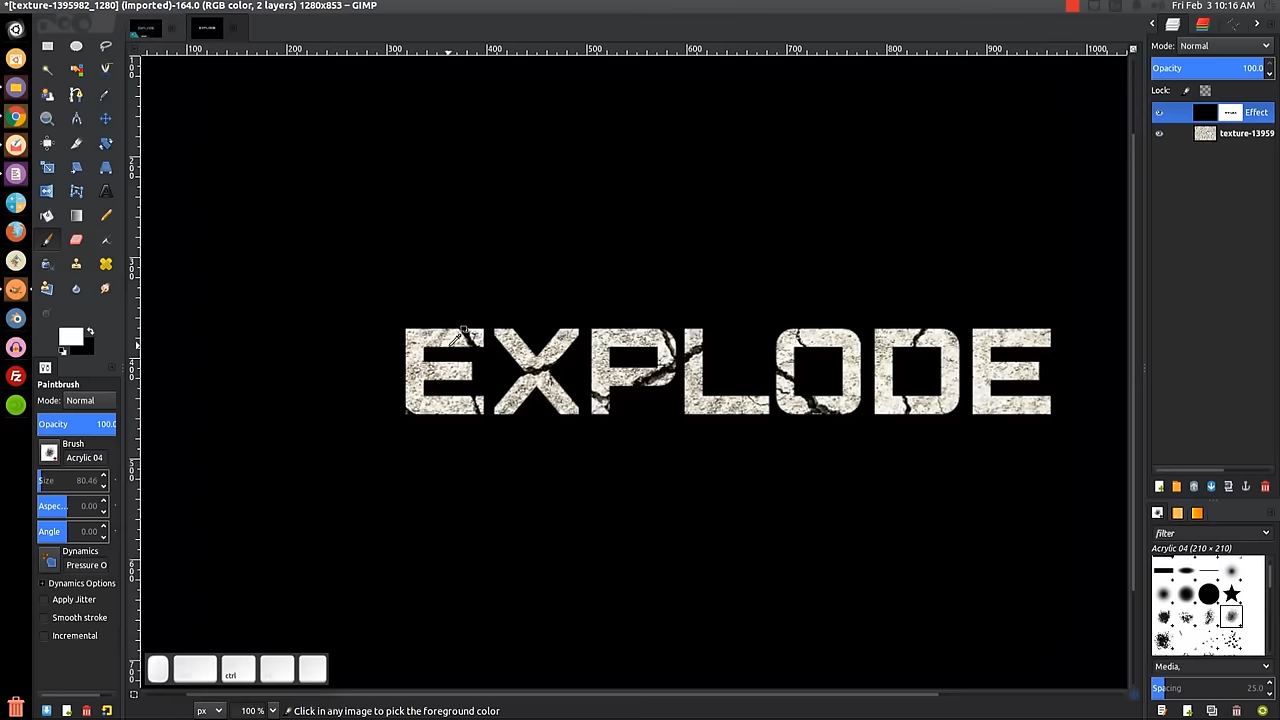 *[texture-1395982_1280] (imported)-164.0 (RGB color, 2 layers) 1280x853 – GIMP
Fri Feb 3 10:16 AM
Mode: Normal
Opacity 100.0
Lock:
Effect
texture-13959
100 200 300 400 500 600 700 800 900 1000
EXPLODE
Paintbrush
Mode: Normal
Opacity 100.0
Brush
Acrylic 04
Size 80.46
Aspec... 0.00
Angle 0.00
Dynamics
Pressure O
Dynamics Options
Apply Jitter
Smooth stroke
Incremental
filter
Acrylic 04 (210 × 210)
Media,
Spacing 25.0
ctrl
px 100 % Click in any image to pick the foreground color